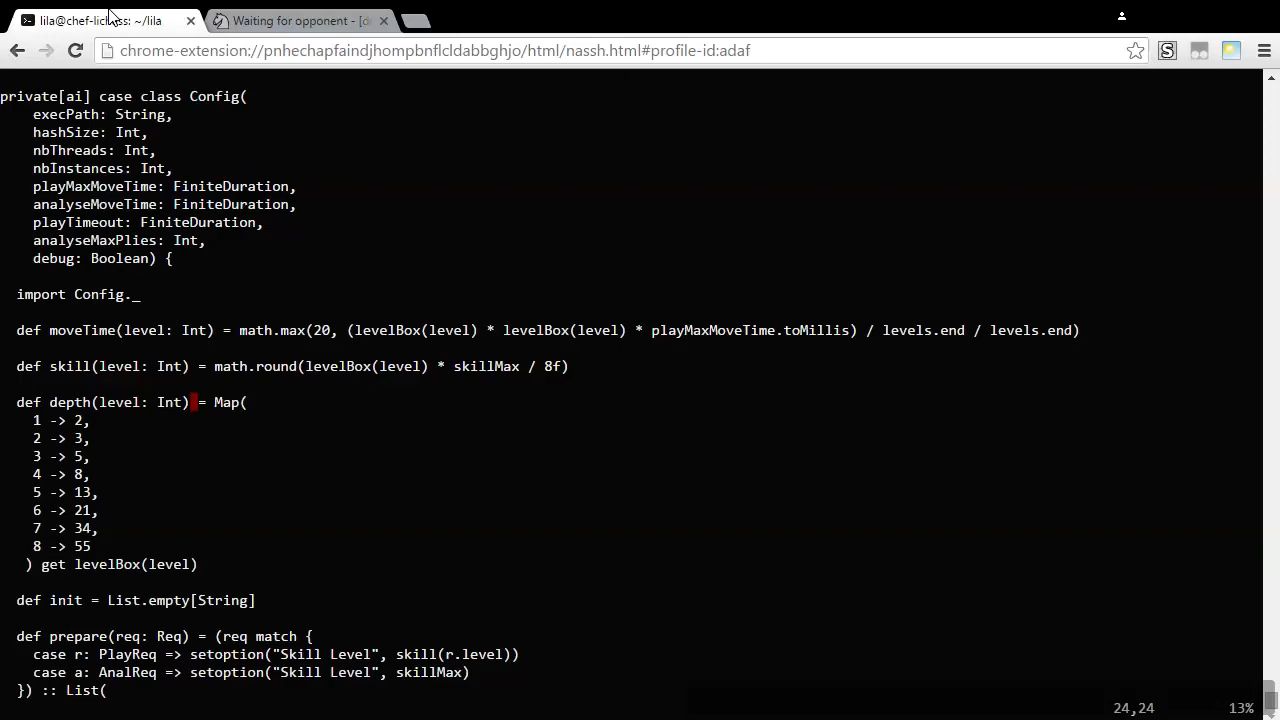 lila@chef-lichess: ~/lila
Waiting for opponent - [d
chrome-extension://pnhechapfaindjhompbnflcldabbghjo/html/nassh.html#profile-id:adaf
private[ai] case class Config(
execPath: String,
hashSize: Int,
nbThreads: Int,
nbInstances: Int,
playMaxMoveTime: FiniteDuration,
analyseMoveTime: FiniteDuration,
playTimeout: FiniteDuration,
analyseMaxPlies: Int,
debug: Boolean) {
import Config._
def moveTime(level: Int) = math.max(20, (levelBox(level) * levelBox(level) * playMaxMoveTime.toMillis) / levels.end / levels.end)
def skill(level: Int) = math.round(levelBox(level) * skillMax / 8f)
def depth(level: Int) = Map(
1 -> 2,
2 -> 3,
3 -> 5,
4 -> 8,
5 -> 13,
6 -> 21,
7 -> 34,
8 -> 55
) get levelBox(level)
def init = List.empty[String]
def prepare(req: Req) = (req match {
case r: PlayReq => setoption("Skill Level", skill(r.level))
case a: AnalReq => setoption("Skill Level", skillMax)
}) :: List(
24,24 13%